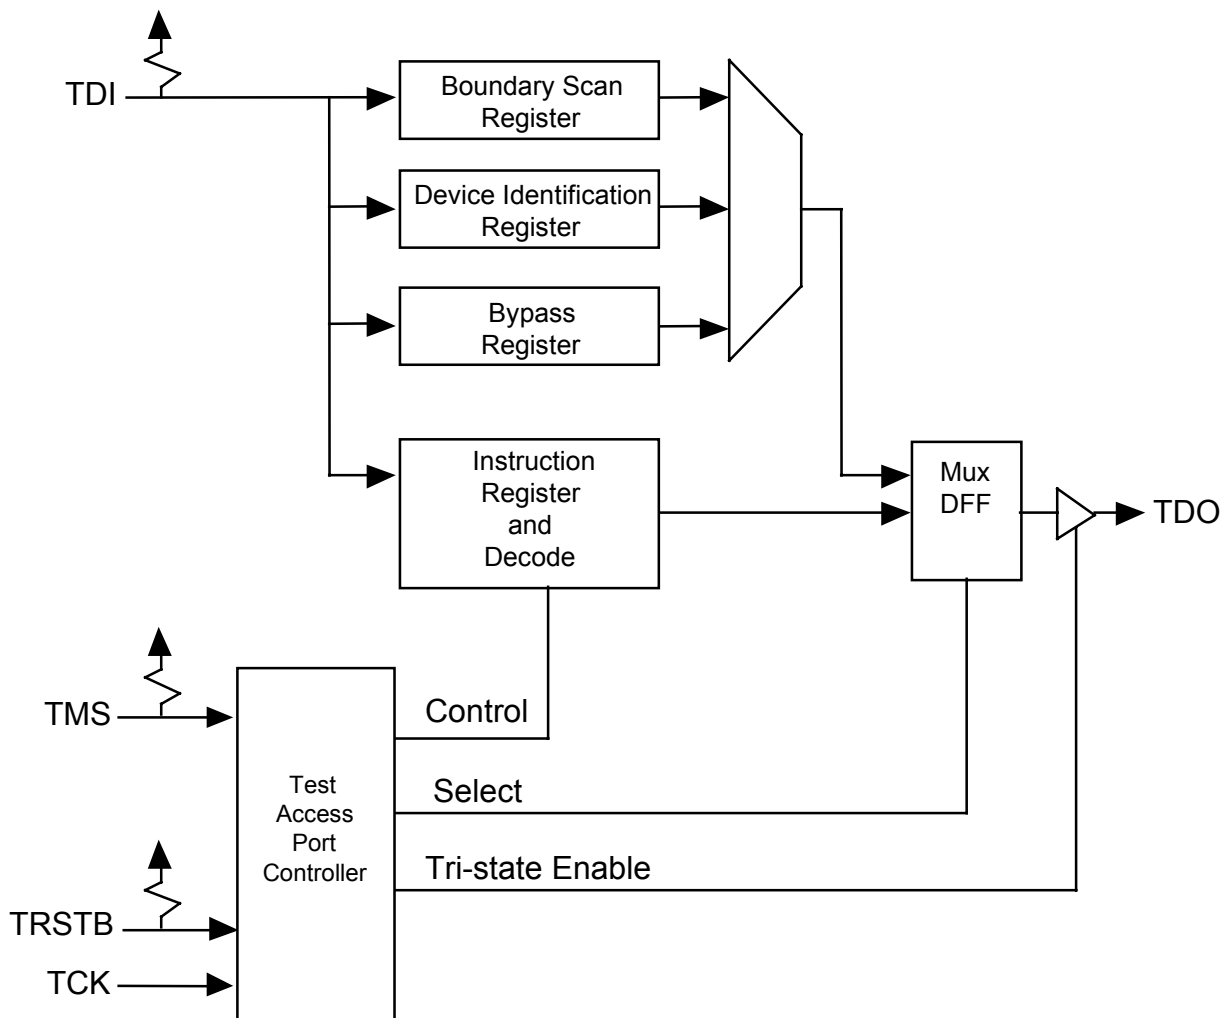 TDI
Boundary Scan
Register
Device Identification
Register
Bypass
Register
Instruction
Register
and
Decode
Mux
DFF
TDO
TMS
Control
Test
Access
Port
Controller
Select
Tri-state Enable
TRSTB
TCK